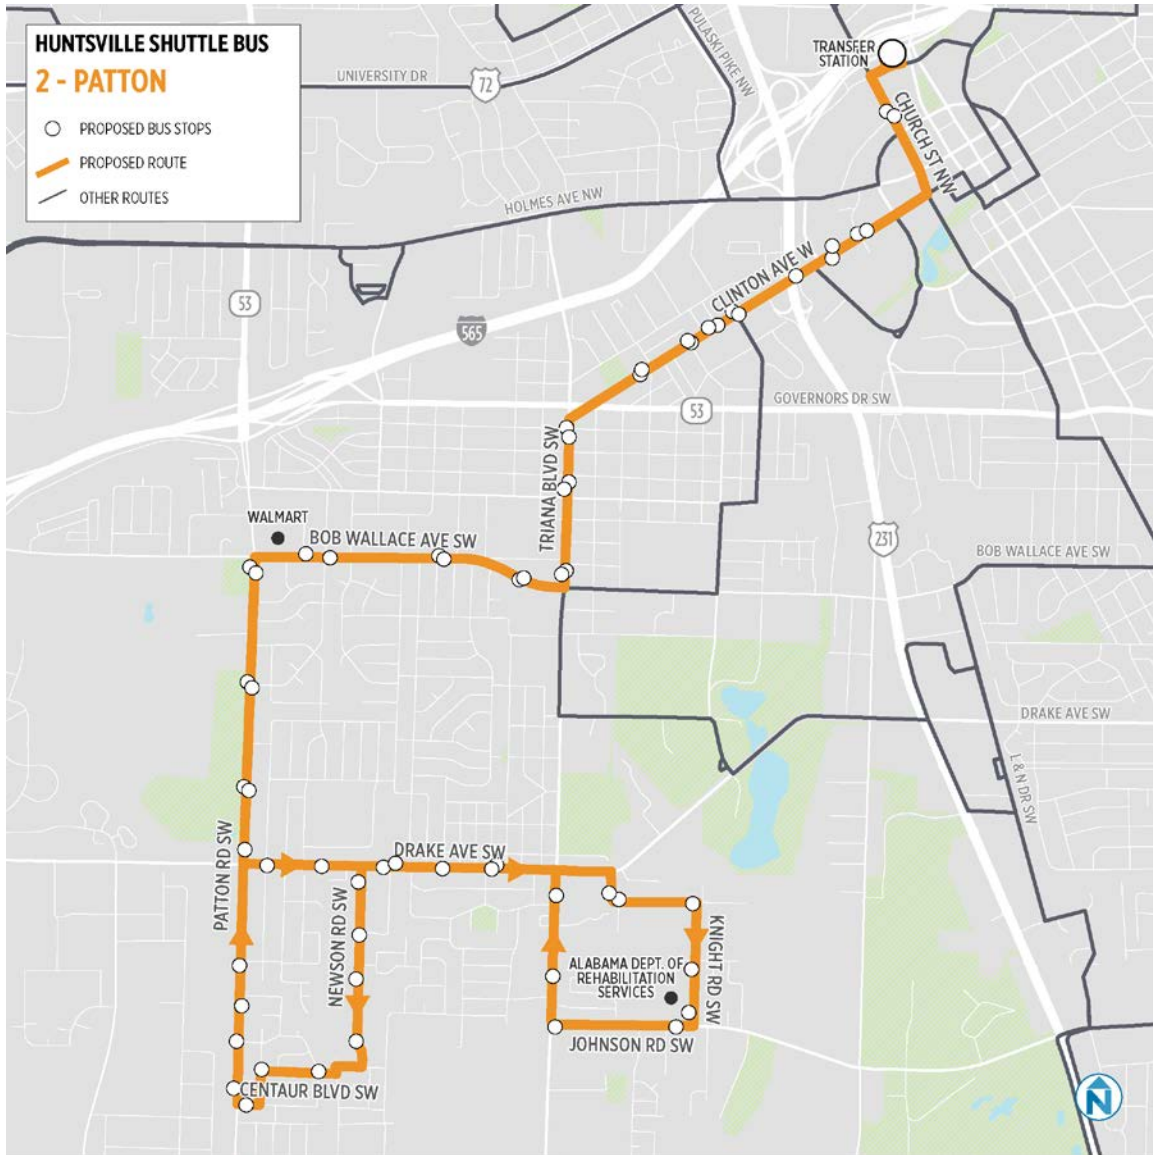 HUNTSVILLE SHUTTLE BUS
2 - PATTON
PROPOSED BUS STOPS
PROPOSED ROUTE
OTHER ROUTES
TRANSFER
STATION
PULASKI PIKE NW
UNIVERSITY DR
72
CHURCH ST NW
HOLMES AVE NW
CLINTON AVE W
53
565
GOVERNORS DR SW
53
TRIANA BLVD SW
WALMART
BOB WALLACE AVE SW
231
BOB WALLACE AVE SW
DRAKE AVE SW
L & N DR SW
PATTON RD SW
DRAKE AVE SW
NEWSON RD SW
KNIGHT RD SW
ALABAMA DEPT. OF
REHABILITATION
SERVICES
JOHNSON RD SW
CENTAUR BLVD SW
N